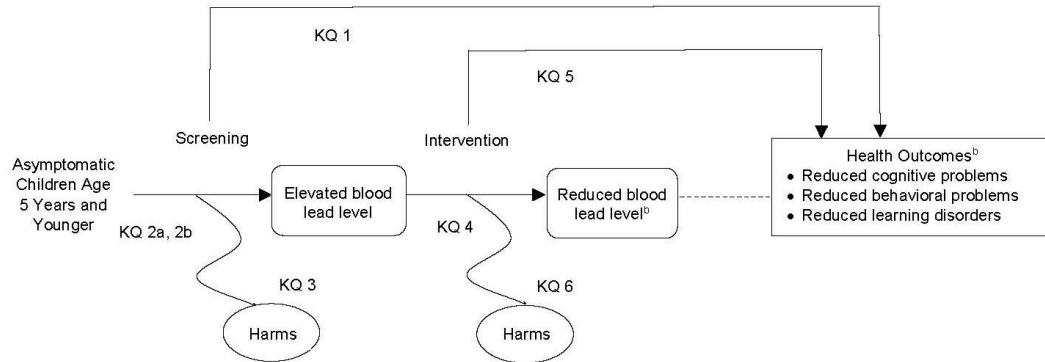 KQ 1
KQ 5
Screening
Intervention
Asymptomatic
Children Age
5 Years and
Younger
Elevated blood
lead level
Reduced blood
lead levelᵇ
Health Outcomesᵇ
• Reduced cognitive problems
• Reduced behavioral problems
• Reduced learning disorders
KQ 2a, 2b
KQ 4
KQ 3
KQ 6
Harms
Harms